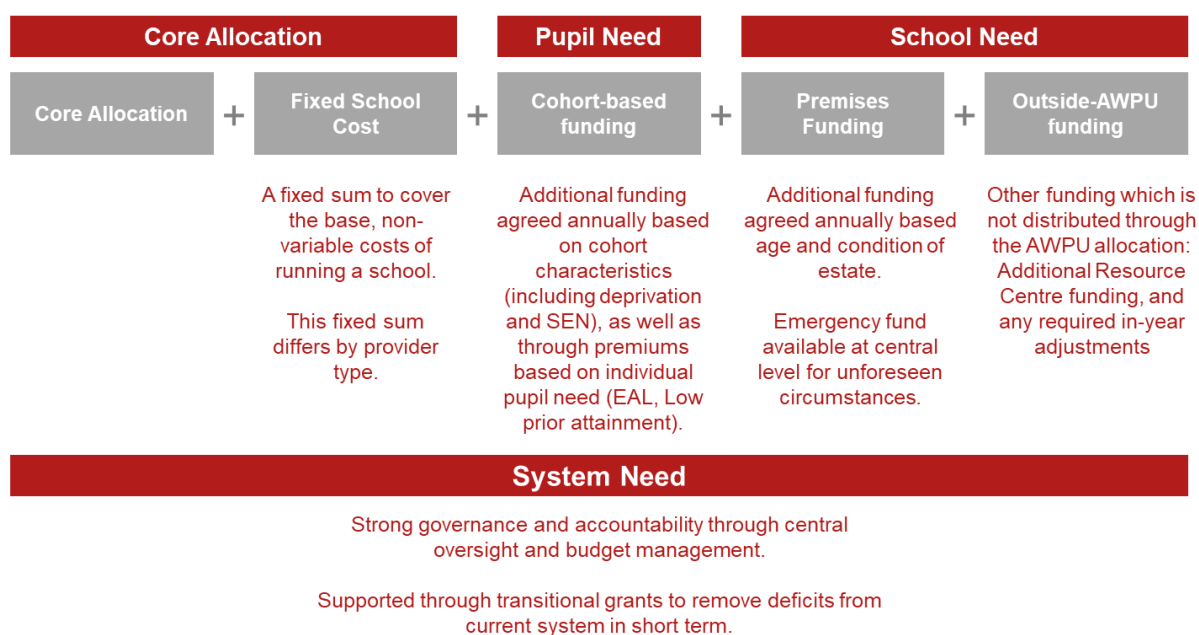 Core Allocation
Pupil Need
School Need
Core Allocation
+
Fixed School
Cost
+
Cohort-based
funding
+
Premises
Funding
+
Outside-AWPU
funding
A fixed sum to cover
the base, non-
variable costs of
running a school.
This fixed sum
differs by provider
type.
Additional funding
agreed annually based
on cohort
characteristics
(including deprivation
and SEN), as well as
through premiums
based on individual
pupil need (EAL, Low
prior attainment).
Additional funding
agreed annually based
age and condition of
estate.
Emergency fund
available at central
level for unforeseen
circumstances.
Other funding which is
not distributed through
the AWPU allocation:
Additional Resource
Centre funding, and
any required in-year
adjustments
System Need
Strong governance and accountability through central
oversight and budget management.
Supported through transitional grants to remove deficits from
current system in short term.